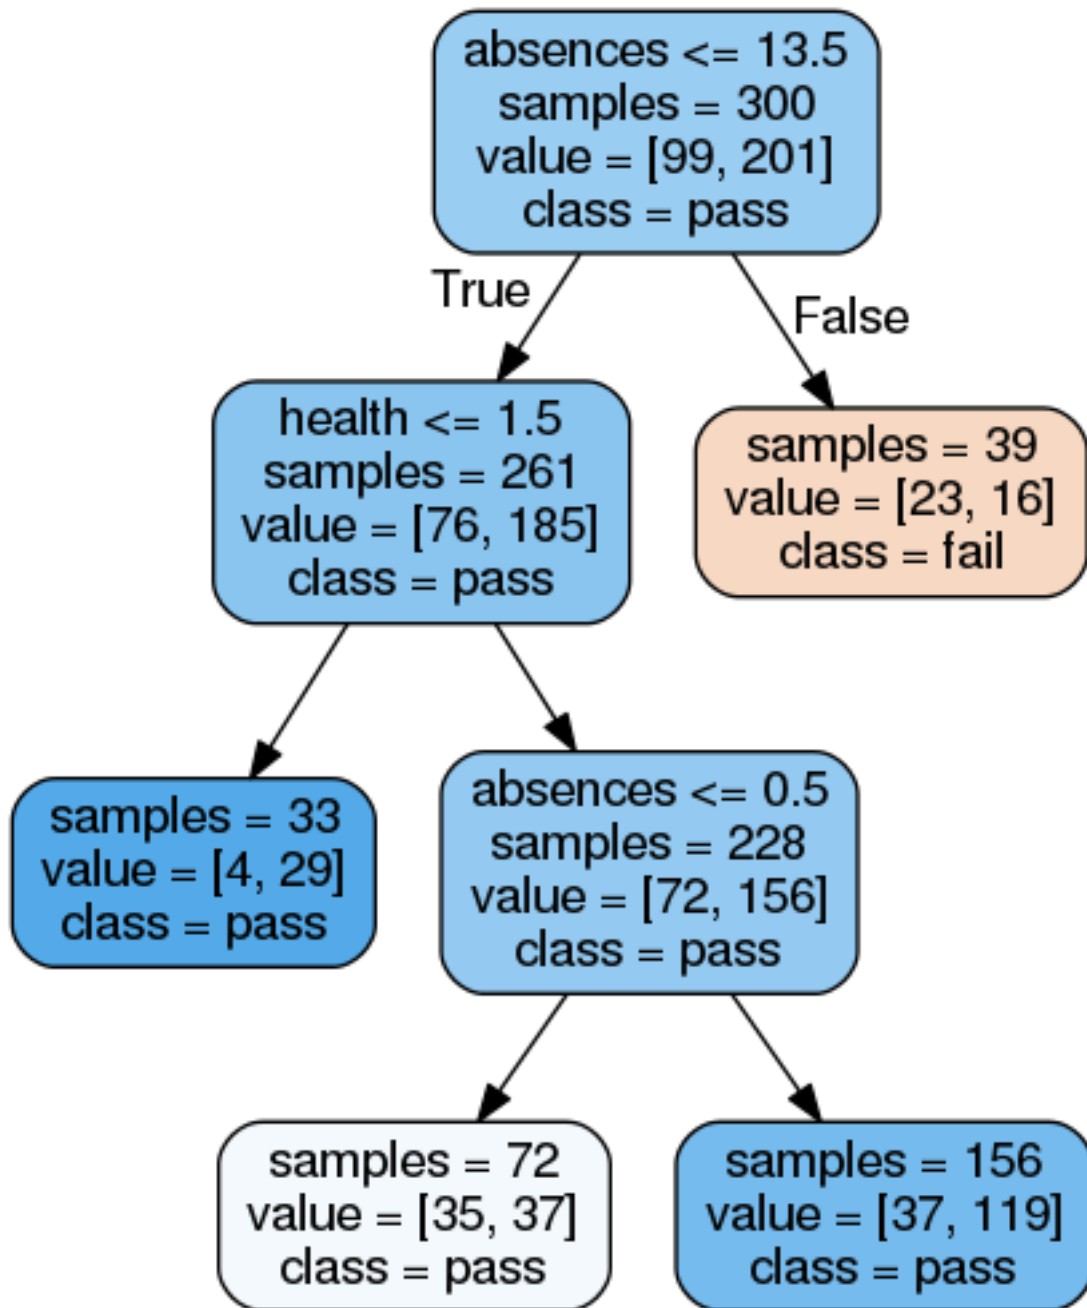 absences <= 13.5
samples = 300
value = [99, 201]
class = pass
True
False
health <= 1.5
samples = 261
value = [76, 185]
class = pass
samples = 39
value = [23, 16]
class = fail
samples = 33
value = [4, 29]
class = pass
absences <= 0.5
samples = 228
value = [72, 156]
class = pass
samples = 72
value = [35, 37]
class = pass
samples = 156
value = [37, 119]
class = pass